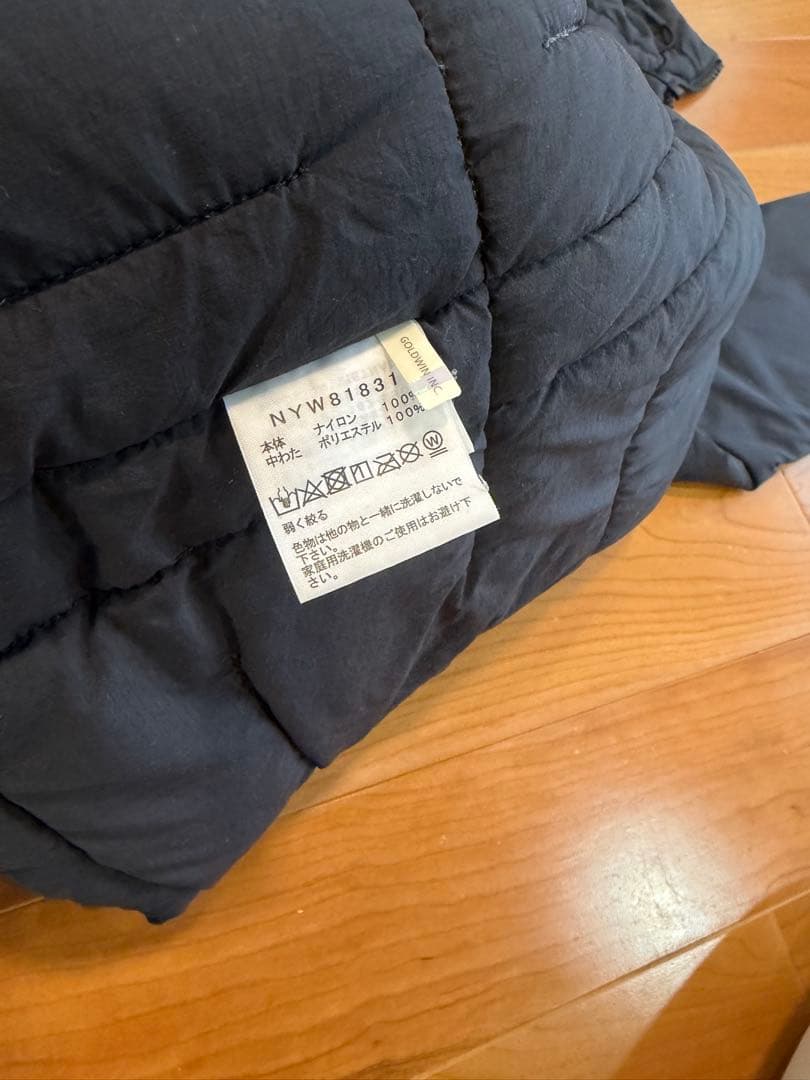 GOLDWIN INC
NYW81831
本体 ナイロン 100%
中わた ポリエステル 100%
弱く絞る
色物は他の物と一緒に洗濯しないで
下さい。
家庭用洗濯機のご使用はお避け下
さい。